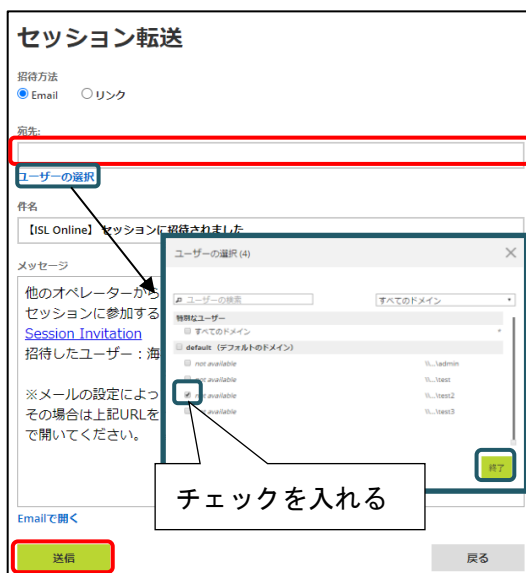 セッション転送
招待方法
Email
リンク
宛先:
ユーザーの選択
件名
【ISL Online】 セッションに招待されました
メッセージ
他のオペレーターから
セッションに参加する
Session Invitation
招待したユーザー：海
※メールの設定によっ
その場合は上記URLを
で開いてください。
ユーザーの選択 (4)
ユーザーの検索
すべてのドメイン
特別なユーザー
すべてのドメイン
default（デフォルトのドメイン）
not available \\...\admin
not available \\...\test
not available \\...\test2
not available \\...\test3
終了
チェックを入れる
Emailで開く
送信
戻る